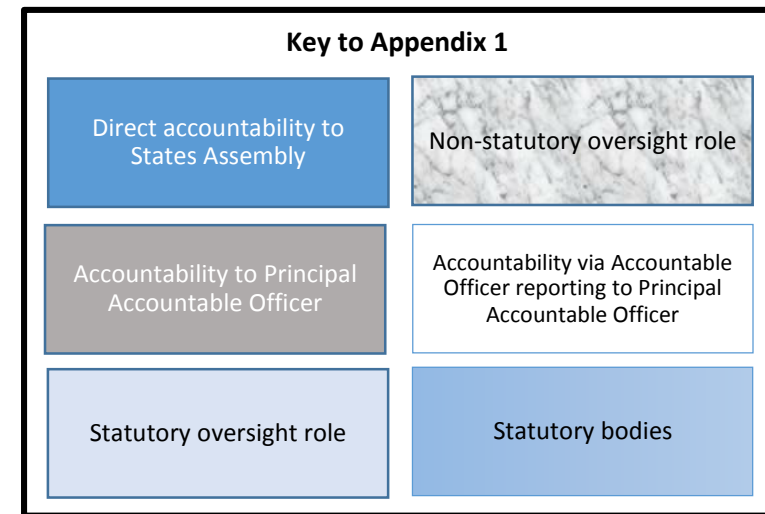 Key to Appendix 1
Direct accountability to
States Assembly
Non-statutory oversight role
Accountability to Principal
Accountable Officer
Accountability via Accountable
Officer reporting to Principal
Accountable Officer
Statutory oversight role
Statutory bodies